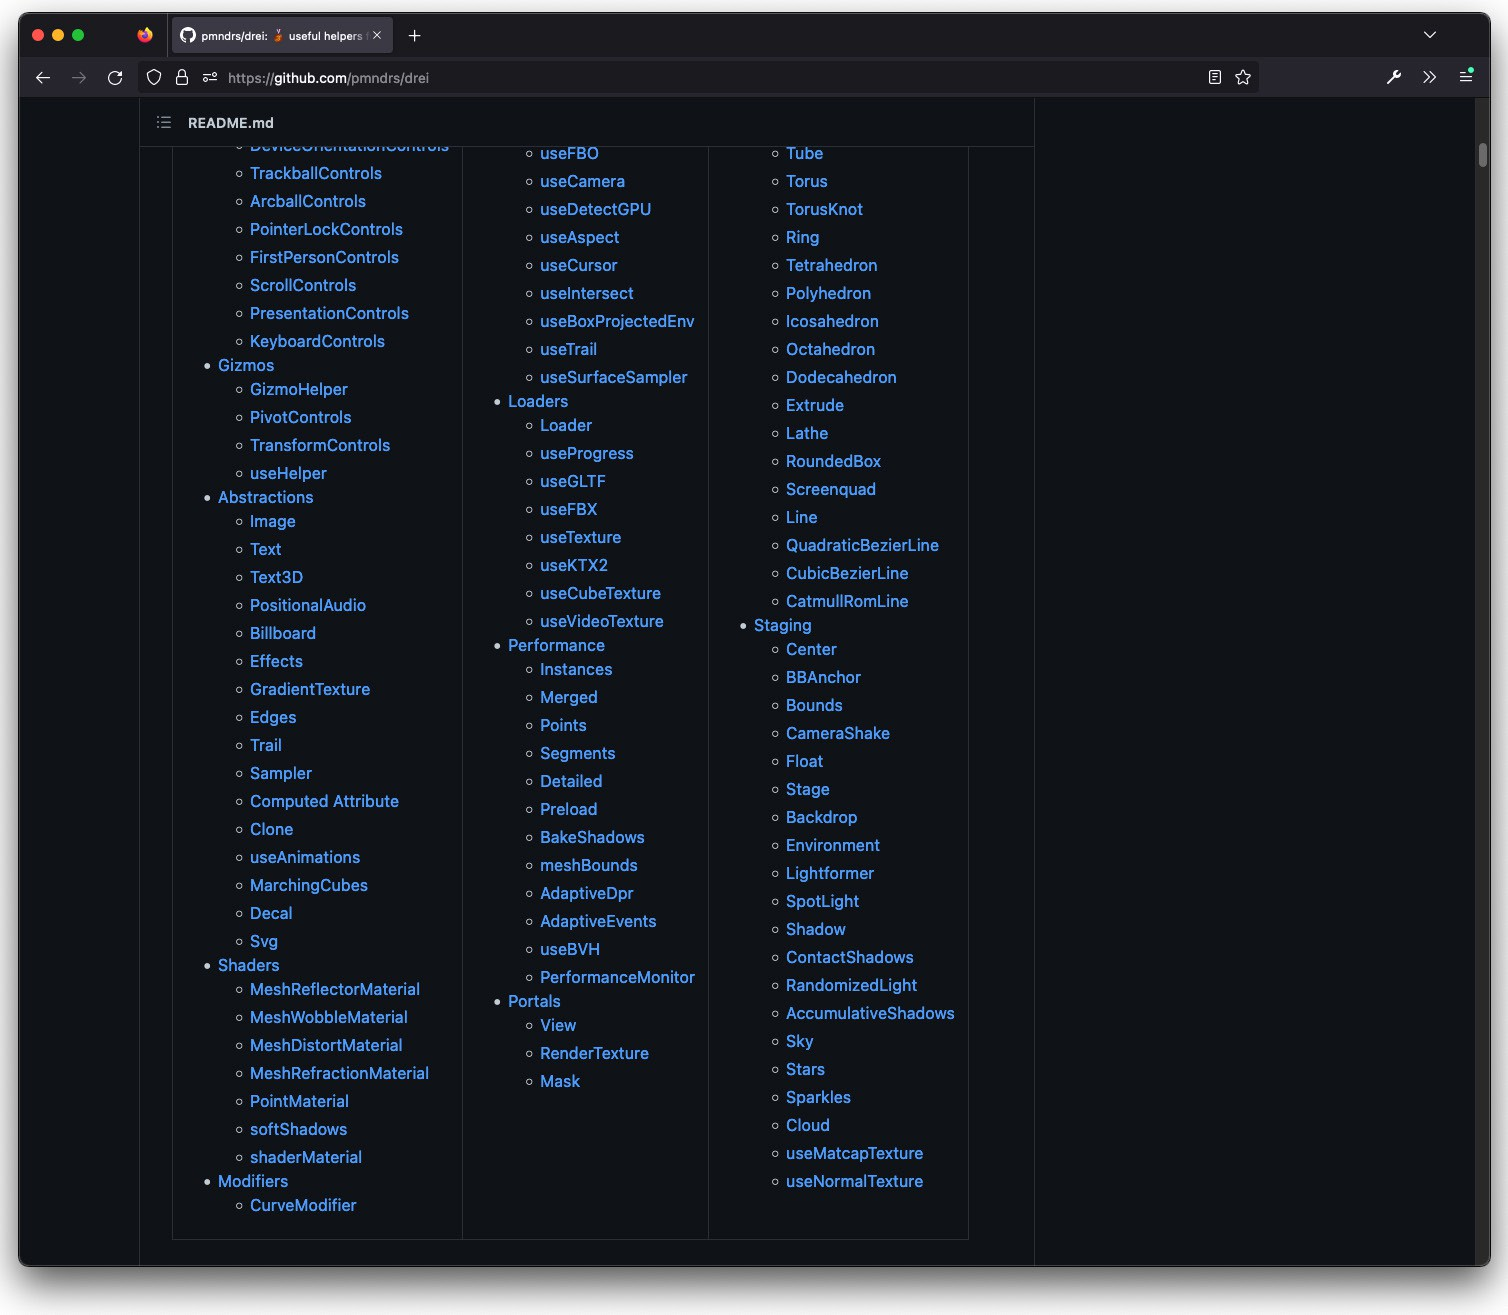 pmndrs/drei: useful helpers f
https://github.com/pmndrs/drei
README.md
DeviceOrientationControls
TrackballControls
ArcballControls
PointerLockControls
FirstPersonControls
ScrollControls
PresentationControls
KeyboardControls
Gizmos
GizmoHelper
PivotControls
TransformControls
useHelper
Abstractions
Image
Text
Text3D
PositionalAudio
Billboard
Effects
GradientTexture
Edges
Trail
Sampler
Computed Attribute
Clone
useAnimations
MarchingCubes
Decal
Svg
Shaders
MeshReflectorMaterial
MeshWobbleMaterial
MeshDistortMaterial
MeshRefractionMaterial
PointMaterial
softShadows
shaderMaterial
Modifiers
CurveModifier
useFBO
useCamera
useDetectGPU
useAspect
useCursor
useIntersect
useBoxProjectedEnv
useTrail
useSurfaceSampler
Loaders
Loader
useProgress
useGLTF
useFBX
useTexture
useKTX2
useCubeTexture
useVideoTexture
Performance
Instances
Merged
Points
Segments
Detailed
Preload
BakeShadows
meshBounds
AdaptiveDpr
AdaptiveEvents
useBVH
PerformanceMonitor
Portals
View
RenderTexture
Mask
Tube
Torus
TorusKnot
Ring
Tetrahedron
Polyhedron
Icosahedron
Octahedron
Dodecahedron
Extrude
Lathe
RoundedBox
Screenquad
Line
QuadraticBezierLine
CubicBezierLine
CatmullRomLine
Staging
Center
BBAnchor
Bounds
CameraShake
Float
Stage
Backdrop
Environment
Lightformer
SpotLight
Shadow
ContactShadows
RandomizedLight
AccumulativeShadows
Sky
Stars
Sparkles
Cloud
useMatcapTexture
useNormalTexture